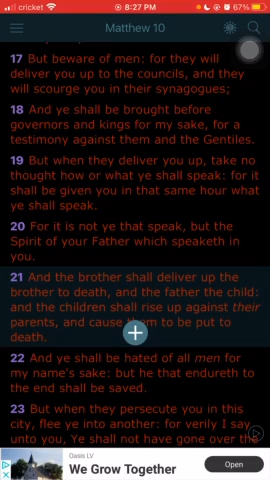 cricket 8:27 PM 67%
Matthew 10
17 But beware of men: for they will
deliver you up to the councils, and they
will scourge you in their synagogues;
18 And ye shall be brought before
governors and kings for my sake, for a
testimony against them and the Gentiles.
19 But when they deliver you up, take no
thought how or what ye shall speak: for it
shall be given you in that same hour what
ye shall speak.
20 For it is not ye that speak, but the
Spirit of your Father which speaketh in
you.
21 And the brother shall deliver up the
brother to death, and the father the child:
and the children shall rise up against their
parents, and cause them to be put to
death.
22 And ye shall be hated of all men for
my name's sake: but he that endureth to
the end shall be saved.
23 But when they persecute you in this
city, flee ye into another: for verily I say
unto you, Ye shall not have gone over the
Oasis LV
We Grow Together
Open